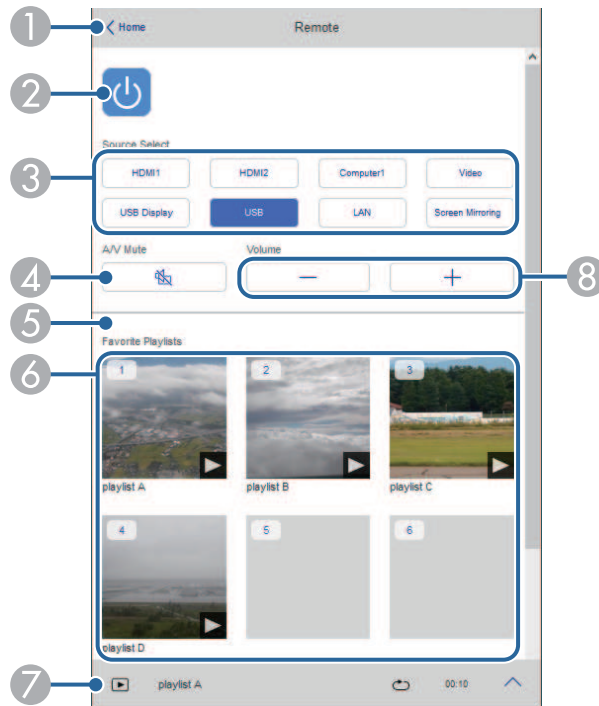 1 Home Remote
2
Source Select
3 HDMI1 HDMI2 Computer1 Video
USB Display USB LAN Screen Mirroring
A/V Mute Volume
4 8
5
Favorite Playlists
6
1 2 3
playlist A playlist B playlist C
4 5 6
playlist D
7 playlist A 00:10